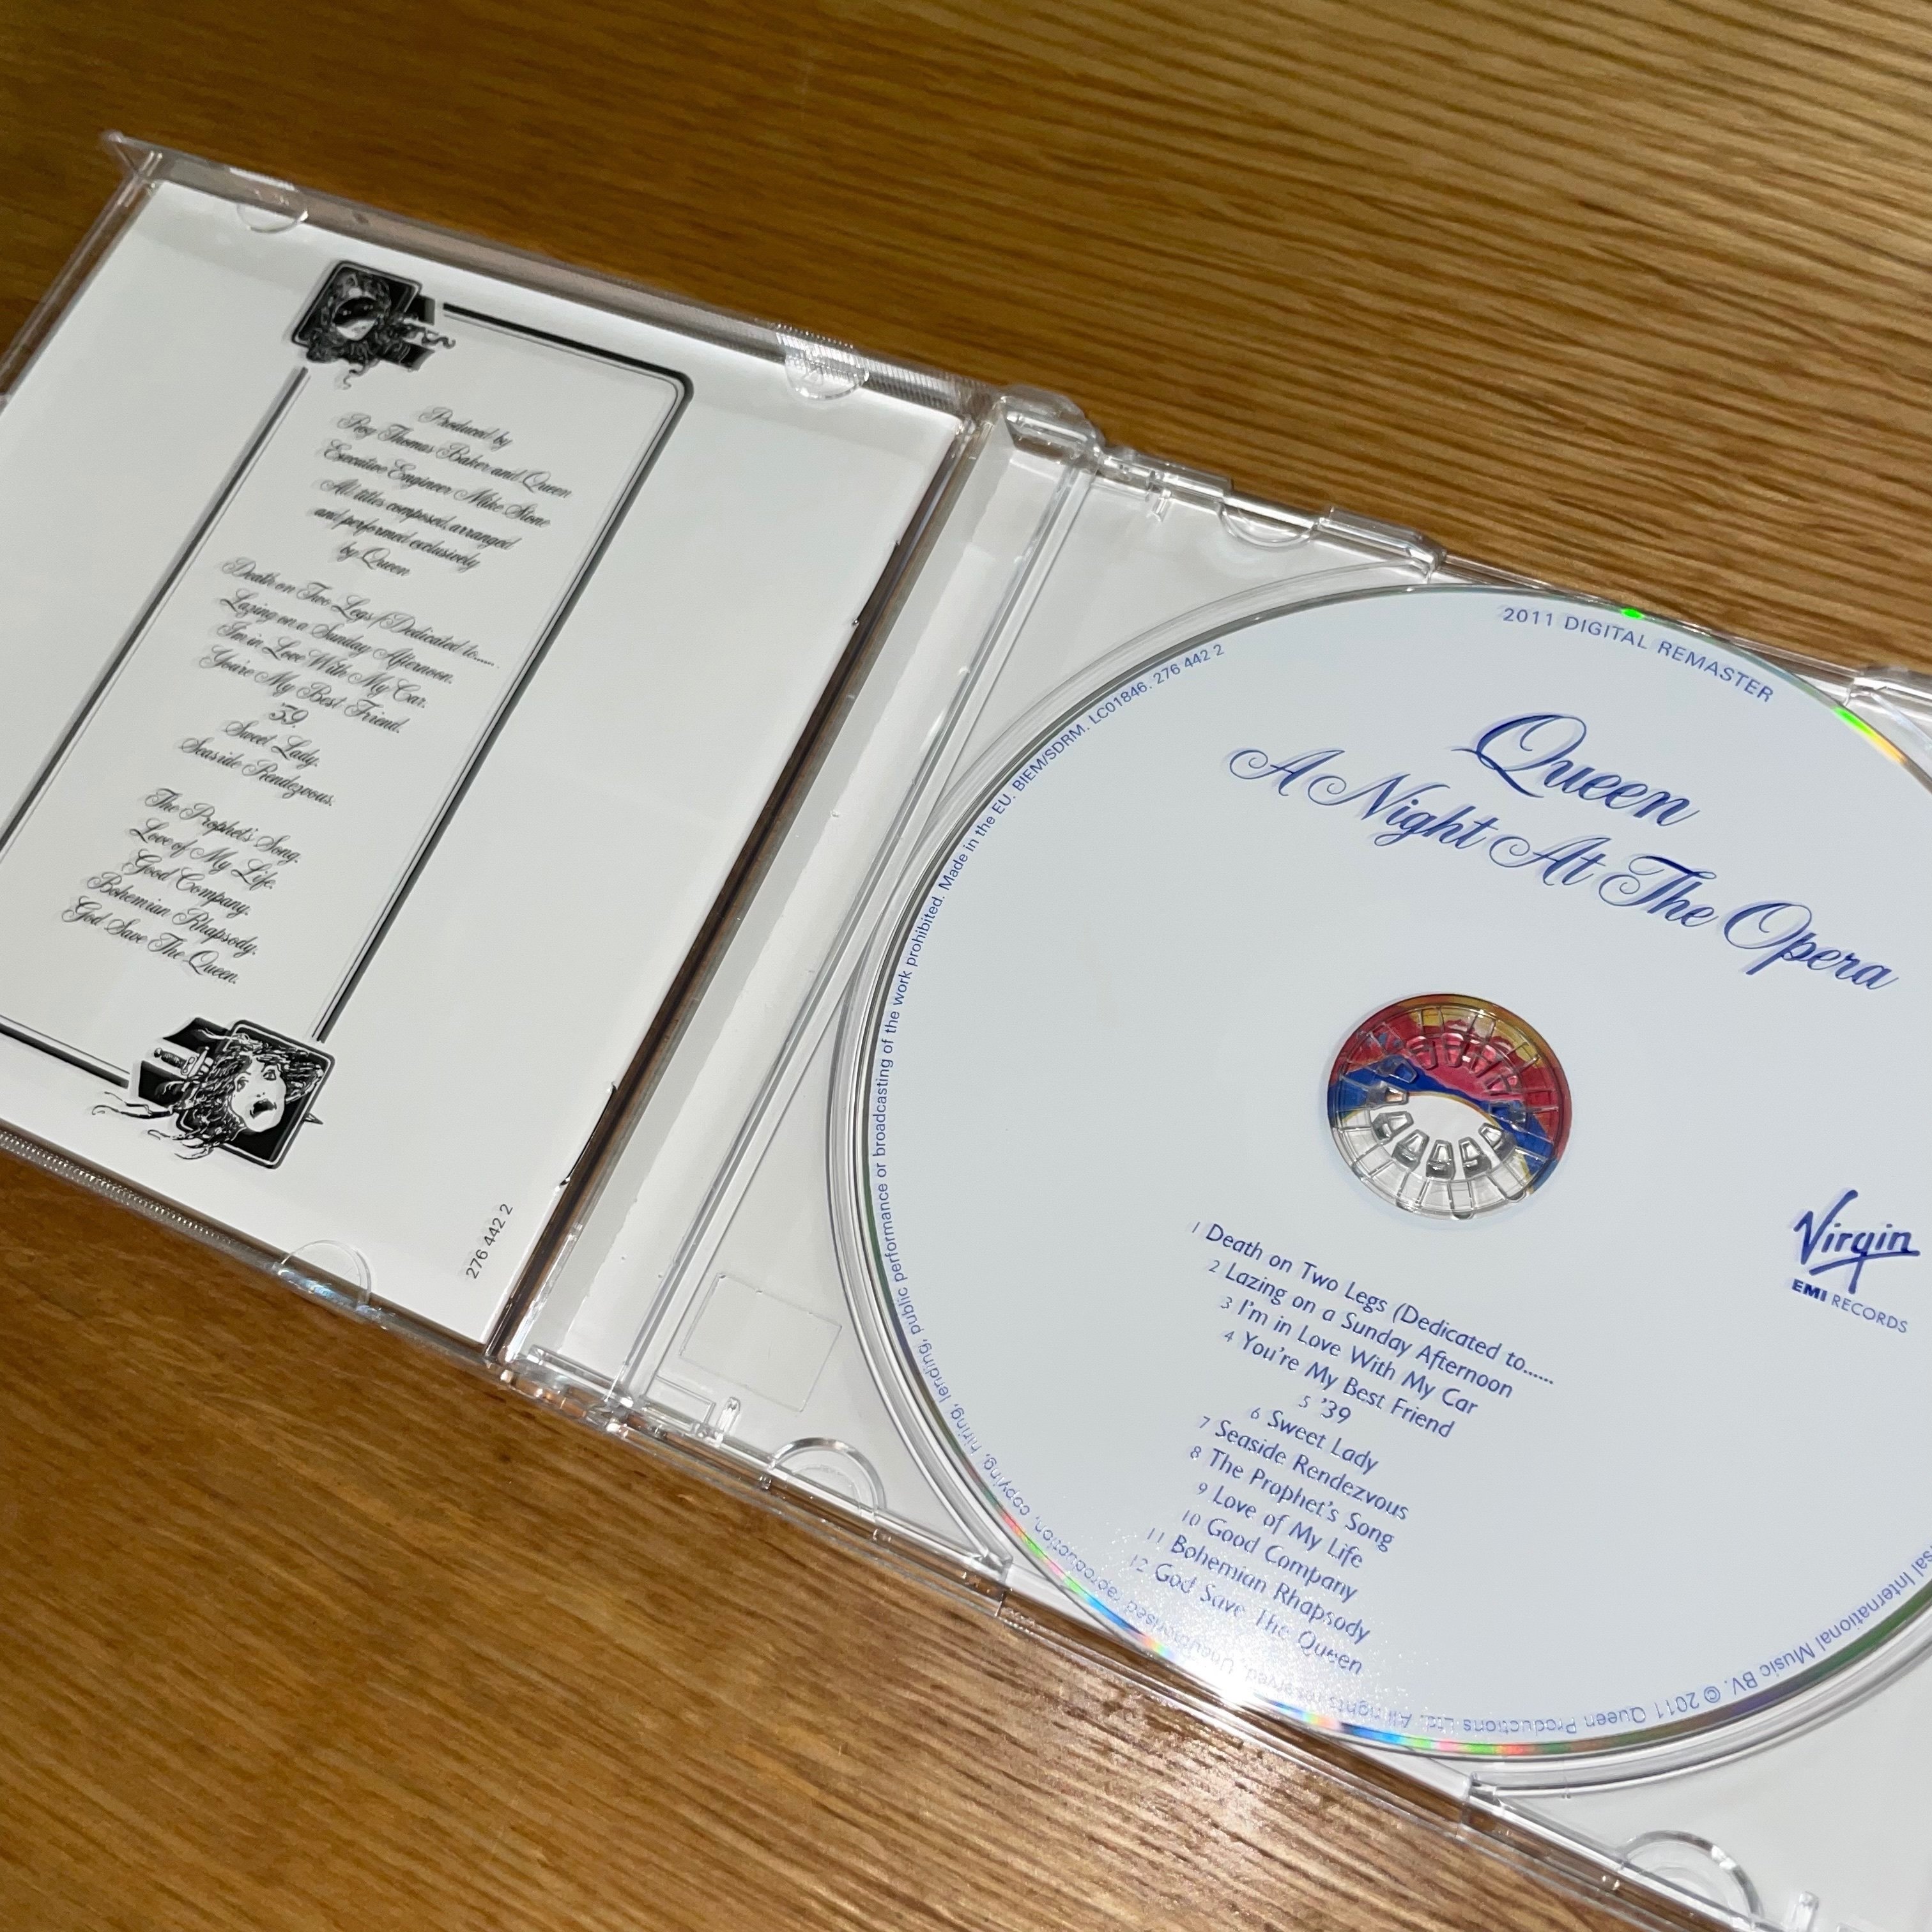 Produced by
Roy Thomas Baker and Queen
Executive Engineer Mike Stone
All titles composed, arranged
and performed exclusively
by Queen
Death on Two Legs (Dedicated to......
Lazing on a Sunday Afternoon.
I'm in Love With My Car.
You're My Best Friend.
'39.
Sweet Lady.
Seaside Rendezvous.
The Prophet's Song.
Love of My Life.
Good Company.
Bohemian Rhapsody.
God Save The Queen.
276 442 2
2011 DIGITAL REMASTER
Queen
A Night At The Opera
Virgin
EMI RECORDS
1 Death on Two Legs (Dedicated to......
2 Lazing on a Sunday Afternoon
3 I'm in Love With My Car
4 You're My Best Friend
5 '39
6 Sweet Lady
7 Seaside Rendezvous
8 The Prophet's Song
9 Love of My Life
10 Good Company
11 Bohemian Rhapsody
12 God Save The Queen
International Music BV. © 2011 Queen Productions Ltd. All rights reserved. Unauthorised reproduction, copying, hiring, lending, public performance or broadcasting of the work prohibited. Made in the EU. BIEM/SDRM. LC01846. 276 442 2